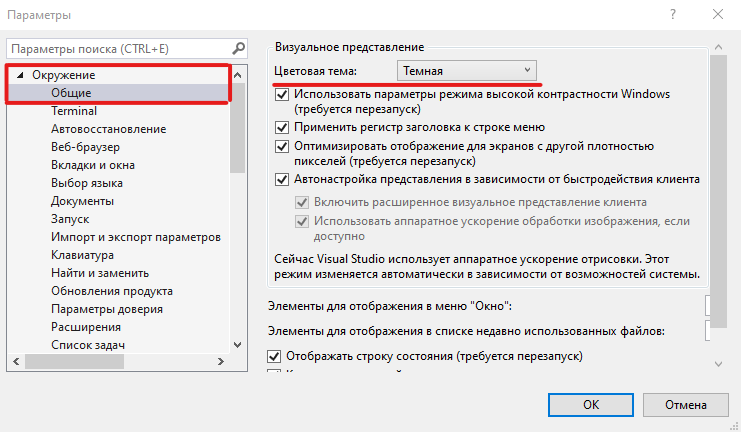 Параметры
?
Параметры поиска (CTRL+E)
Окружение
Общие
Terminal
Автовосстановление
Веб-браузер
Вкладки и окна
Выбор языка
Документы
Запуск
Импорт и экспорт параметров
Клавиатура
Найти и заменить
Обновления продукта
Параметры доверия
Расширения
Список задач
Визуальное представление
Цветовая тема: Темная
Использовать параметры режима высокой контрастности Windows
(требуется перезапуск)
Применить регистр заголовка к строке меню
Оптимизировать отображение для экранов с другой плотностью
пикселей (требуется перезапуск)
Автонастройка представления в зависимости от быстродействия клиента
Включить расширенное визуальное представление клиента
Использовать аппаратное ускорение обработки изображения, если
доступно
Сейчас Visual Studio использует аппаратное ускорение отрисовки. Этот
режим изменяется автоматически в зависимости от возможностей системы.
Элементы для отображения в меню "Окно":
Элементы для отображения в списке недавно использованных файлов:
Отображать строку состояния (требуется перезапуск)
OK
Отмена